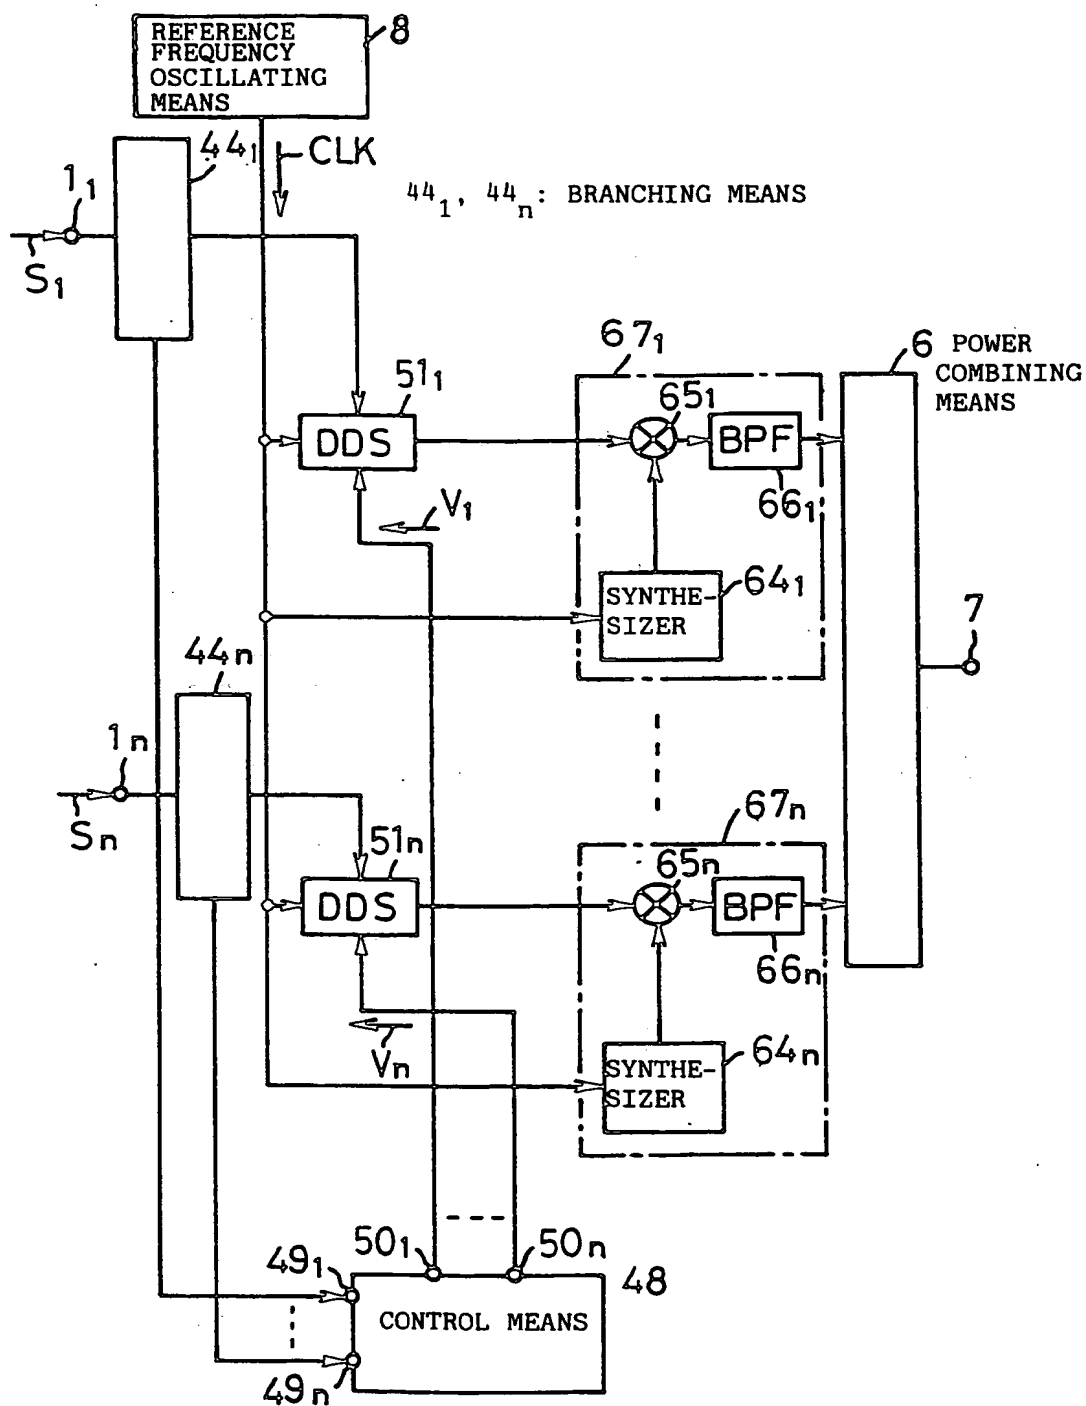 REFERENCE
FREQUENCY
OSCILLATING
MEANS
8
44₁
CLK
1₁
S₁
44₁, 44ₙ: BRANCHING MEANS
67₁
6 POWER
COMBINING
MEANS
51₁
DDS
65₁
BPF
66₁
V₁
SYNTHE-
SIZER
64₁
7
44n
1n
Sn
67n
51n
DDS
65n
BPF
66n
Vn
SYNTHE-
SIZER
64n
50₁
50n
49₁
48
CONTROL MEANS
49n